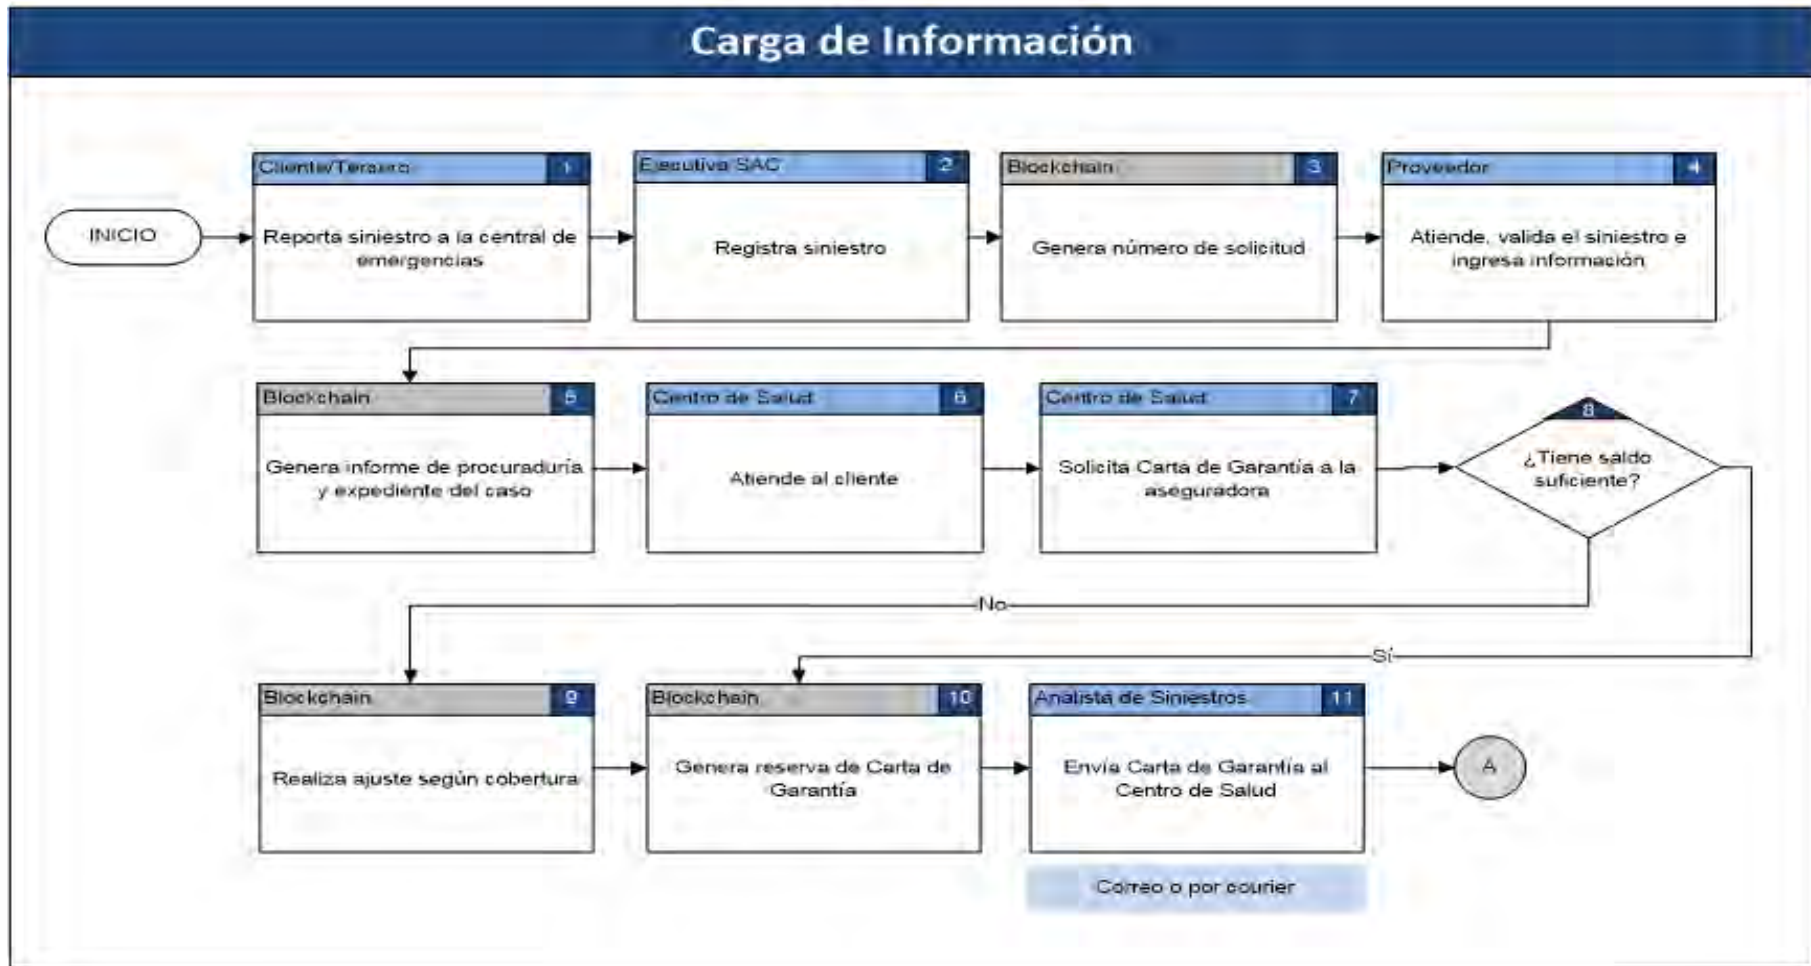 Carga de Información
INICIO
Cliente/Tercero 1
Reporta siniestro a la central de
emergencias
Ejecutiva SAC 2
Registra siniestro
Blockchain 3
Genera número de solicitud
Proveedor 4
Atiende, valida el siniestro e
ingresa información
Blockchain 5
Genera informe de procuraduría
y expediente del caso
Centro de Salud 6
Atiende al cliente
Centro de Salud 7
Solicita Carta de Garantía a la
aseguradora
8
¿Tiene saldo
suficiente?
No
Sí
Blockchain 9
Realiza ajuste según cobertura
Blockchain 10
Genera reserva de Carta de
Garantía
Analista de Siniestros 11
Envía Carta de Garantía al
Centro de Salud
A
Correo o por courier